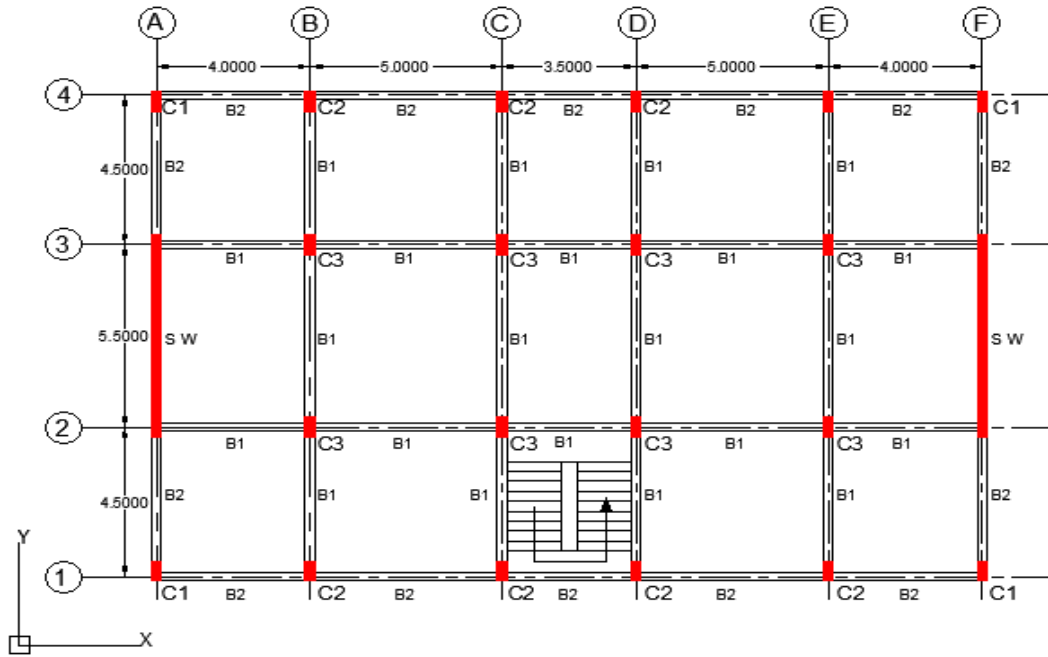 A B C D E F
4.0000 5.0000 3.5000 5.0000 4.0000
4
C1 B2 C2 B2 C2 B2 C2 B2 B2 C1
4.5000 B2 B1 B1 B1 B1 B2
3
B1 C3 B1 C3 B1 C3 B1 C3 B1
5.5000 S W B1 B1 B1 B1 S W
2
B1 C3 B1 C3 B1 C3 B1 C3 B1
4.5000 B2 B1 B1 B1 B1 B2
Y
1
C1 B2 C2 B2 C2 B2 C2 B2 C2 B2 C1
X